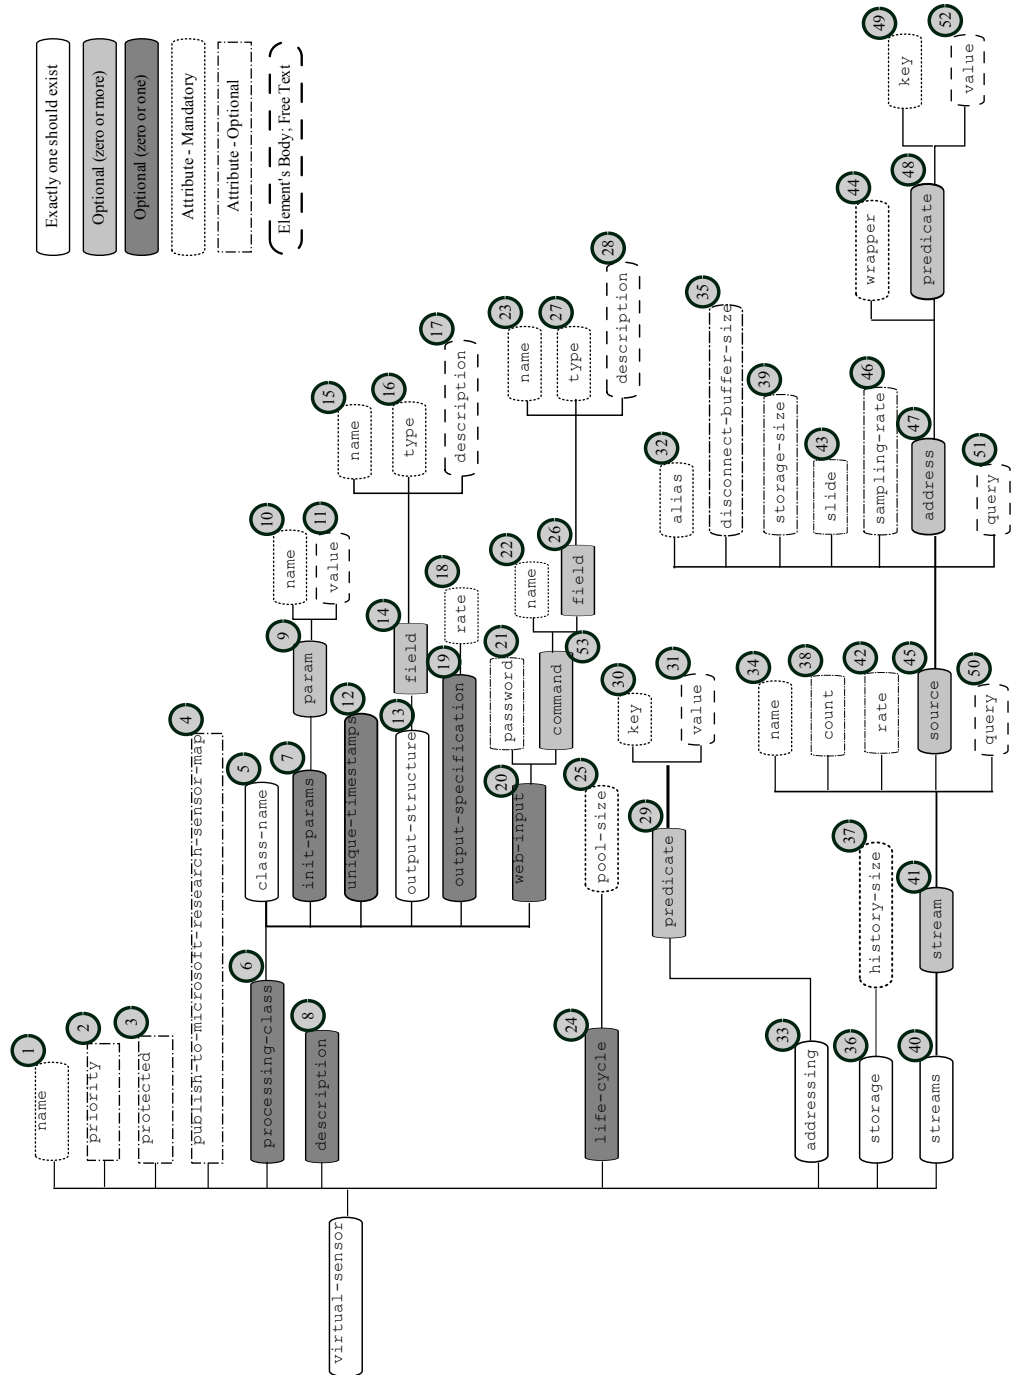 Exactly one should exist
Optional (zero or more)
Optional (zero or one)
Attribute - Mandatory
Attribute - Optional
Element's Body; Free Text
virtual-sensor
name
1
priority
2
protected
3
publish-to-microsoft-research-sensor-map
4
processing-class
6
class-name
5
init-params
7
param
9
name
10
value
11
unique-timestamps
12
output-structure
13
field
14
name
15
type
16
description
17
output-specification
19
rate
18
web-input
20
password
21
command
53
name
22
field
26
name
23
type
27
description
28
description
8
life-cycle
24
pool-size
25
addressing
33
predicate
29
key
30
value
31
storage
36
history-size
37
streams
40
stream
41
name
34
count
38
rate
42
source
45
query
50
alias
32
disconnect-buffer-size
35
storage-size
39
slide
43
sampling-rate
46
address
47
query
51
wrapper
44
predicate
48
key
49
value
52